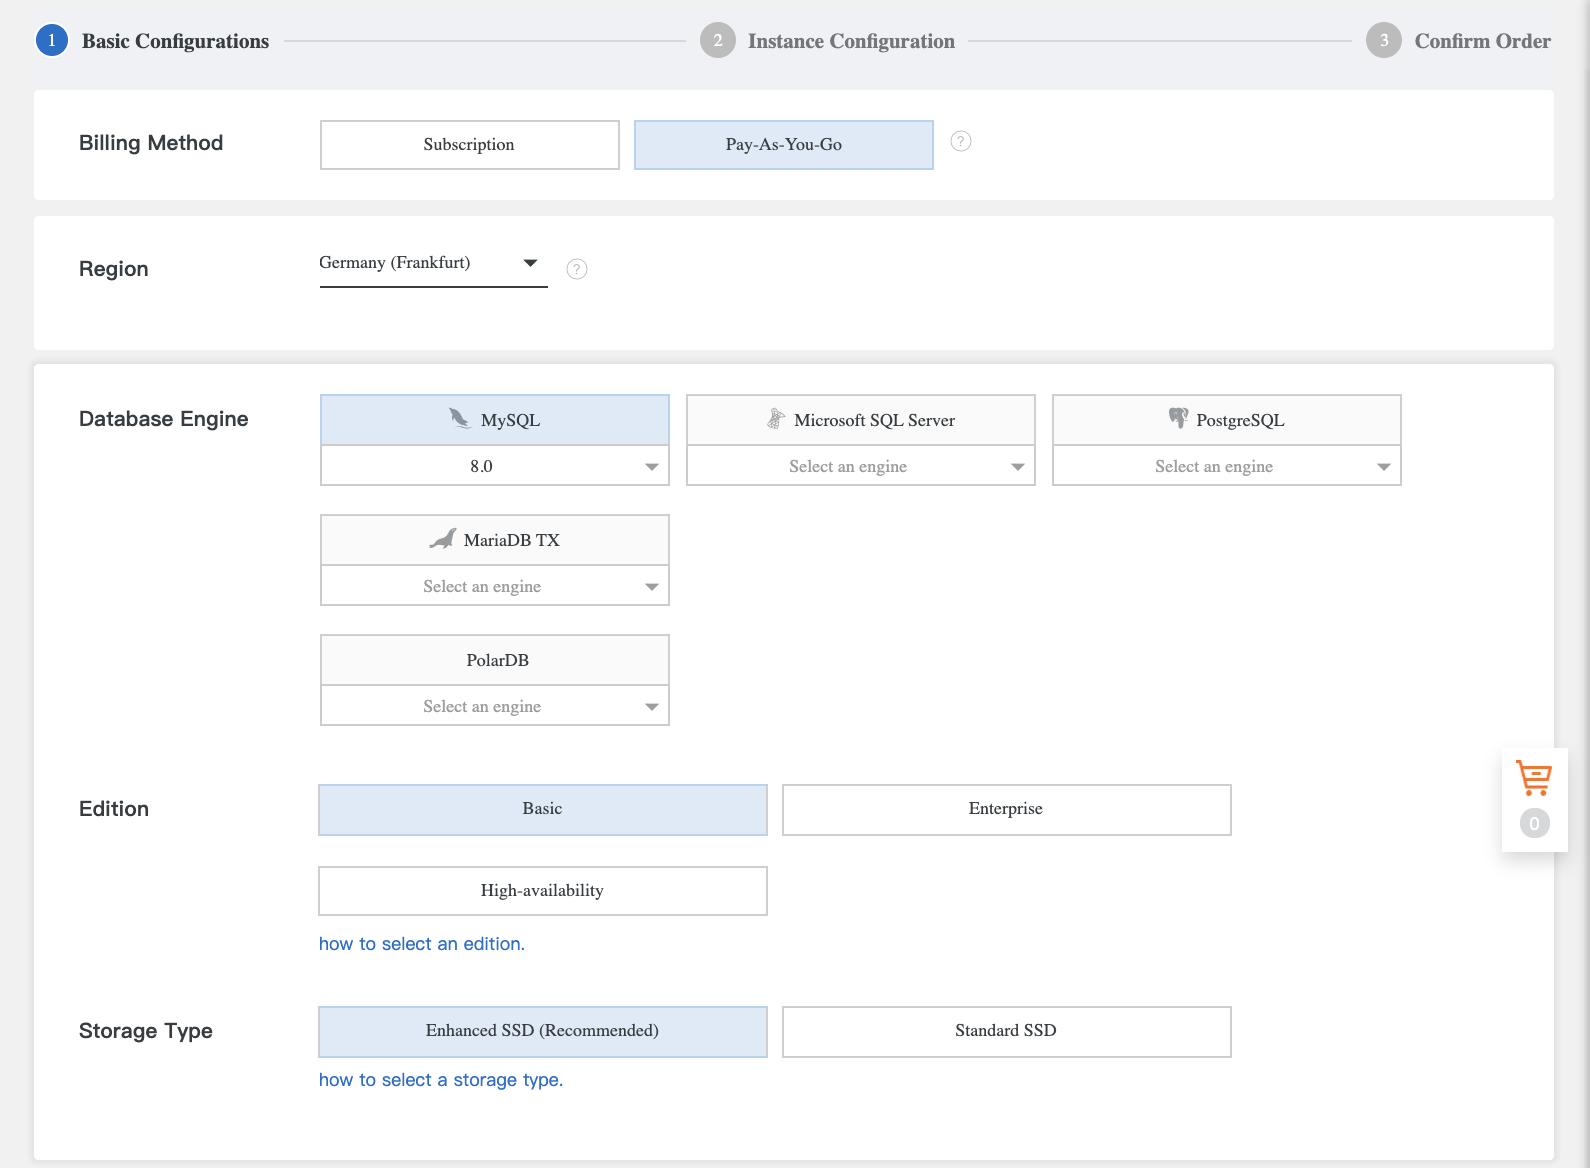 1 Basic Configurations
2 Instance Configuration
3 Confirm Order
Billing Method
Subscription
Pay-As-You-Go
?
Region
Germany (Frankfurt)
?
Database Engine
MySQL
8.0
Microsoft SQL Server
Select an engine
PostgreSQL
Select an engine
MariaDB TX
Select an engine
PolarDB
Select an engine
Edition
Basic
Enterprise
High-availability
how to select an edition.
0
Storage Type
Enhanced SSD (Recommended)
Standard SSD
how to select a storage type.